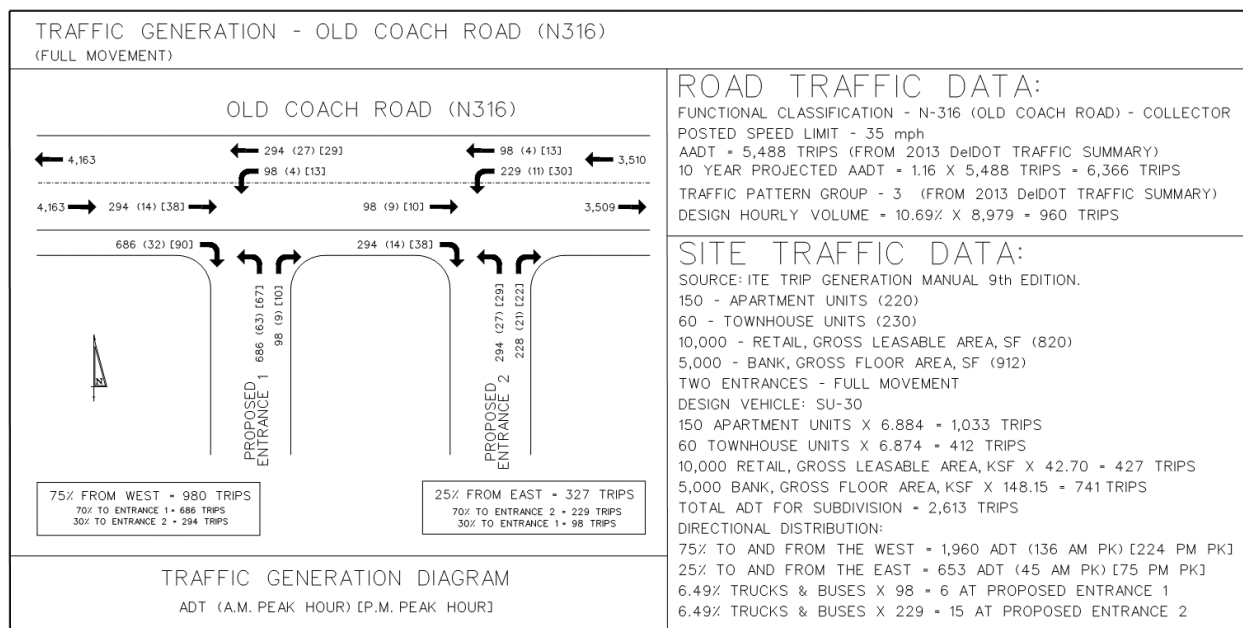 TRAFFIC GENERATION - OLD COACH ROAD (N316)
(FULL MOVEMENT)
OLD COACH ROAD (N316)
4,163
294 (27) [29]
98 (4) [13]
98 (4) [13]
229 (11) [30]
3,510
4,163
294 (14) [38]
98 (9) [10]
3,509
686 (32) [90]
294 (14) [38]
686 (63) [67]
98 (9) [10]
294 (27) [29]
228 (21) [22]
N
PROPOSED
ENTRANCE 1
PROPOSED
ENTRANCE 2
75% FROM WEST = 980 TRIPS
70% TO ENTRANCE 1 = 686 TRIPS
30% TO ENTRANCE 2 = 294 TRIPS
25% FROM EAST = 327 TRIPS
70% TO ENTRANCE 2 = 229 TRIPS
30% TO ENTRANCE 1 = 98 TRIPS
TRAFFIC GENERATION DIAGRAM
ADT (A.M. PEAK HOUR) [P.M. PEAK HOUR]
ROAD TRAFFIC DATA:
FUNCTIONAL CLASSIFICATION - N-316 (OLD COACH ROAD) - COLLECTOR
POSTED SPEED LIMIT - 35 mph
AADT = 5,488 TRIPS (FROM 2013 DelDOT TRAFFIC SUMMARY)
10 YEAR PROJECTED AADT = 1.16 X 5,488 TRIPS = 6,366 TRIPS
TRAFFIC PATTERN GROUP - 3 (FROM 2013 DelDOT TRAFFIC SUMMARY)
DESIGN HOURLY VOLUME = 10.69% X 8,979 = 960 TRIPS
SITE TRAFFIC DATA:
SOURCE: ITE TRIP GENERATION MANUAL 9th EDITION.
150 - APARTMENT UNITS (220)
60 - TOWNHOUSE UNITS (230)
10,000 - RETAIL, GROSS LEASABLE AREA, SF (820)
5,000 - BANK, GROSS FLOOR AREA, SF (912)
TWO ENTRANCES - FULL MOVEMENT
DESIGN VEHICLE: SU-30
150 APARTMENT UNITS X 6.884 = 1,033 TRIPS
60 TOWNHOUSE UNITS X 6.874 = 412 TRIPS
10,000 RETAIL, GROSS LEASABLE AREA, KSF X 42.70 = 427 TRIPS
5,000 BANK, GROSS FLOOR AREA, KSF X 148.15 = 741 TRIPS
TOTAL ADT FOR SUBDIVISION = 2,613 TRIPS
DIRECTIONAL DISTRIBUTION:
75% TO AND FROM THE WEST = 1,960 ADT (136 AM PK) [224 PM PK]
25% TO AND FROM THE EAST = 653 ADT (45 AM PK) [75 PM PK]
6.49% TRUCKS & BUSES X 98 = 6 AT PROPOSED ENTRANCE 1
6.49% TRUCKS & BUSES X 229 = 15 AT PROPOSED ENTRANCE 2